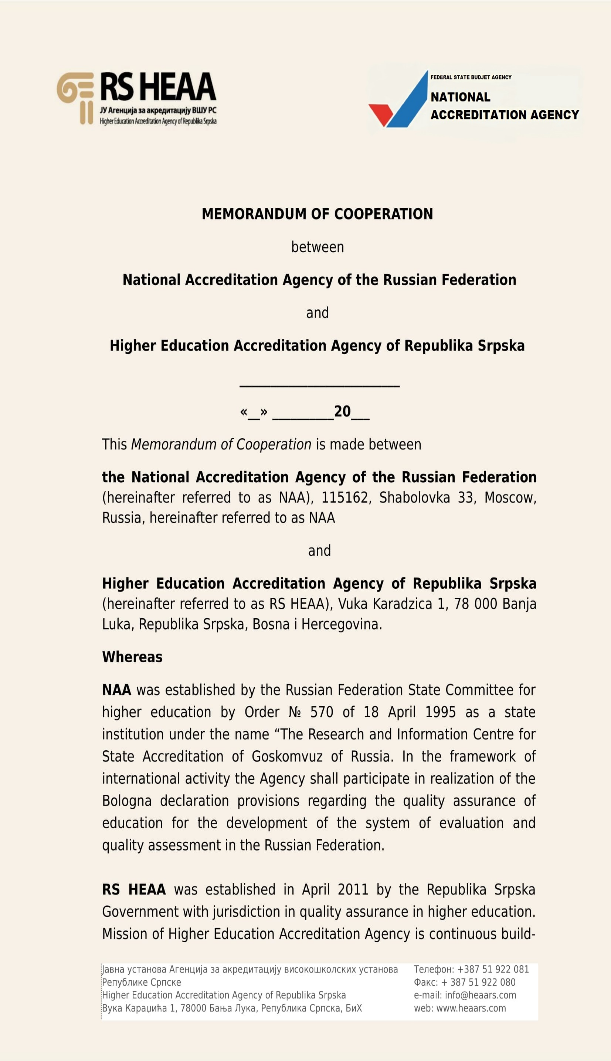 RS HEAA
ЈУ Агенција за акредитацију ВШУ РС
Higher Education Accreditation Agency of Republika Srpska
FEDERAL STATE BUDJET AGENCY
NATIONAL
ACCREDITATION AGENCY
MEMORANDUM OF COOPERATION
between
National Accreditation Agency of the Russian Federation
and
Higher Education Accreditation Agency of Republika Srpska
_______________________
«__» _________20___
This Memorandum of Cooperation is made between
the National Accreditation Agency of the Russian Federation
(hereinafter referred to as NAA), 115162, Shabolovka 33, Moscow,
Russia, hereinafter referred to as NAA
and
Higher Education Accreditation Agency of Republika Srpska
(hereinafter referred to as RS HEAA), Vuka Karadzica 1, 78 000 Banja
Luka, Republika Srpska, Bosna i Hercegovina.
Whereas
NAA was established by the Russian Federation State Committee for
higher education by Order № 570 of 18 April 1995 as a state
institution under the name “The Research and Information Centre for
State Accreditation of Goskomvuz of Russia. In the framework of
international activity the Agency shall participate in realization of the
Bologna declaration provisions regarding the quality assurance of
education for the development of the system of evaluation and
quality assessment in the Russian Federation.
RS HEAA was established in April 2011 by the Republika Srpska
Government with jurisdiction in quality assurance in higher education.
Mission of Higher Education Accreditation Agency is continuous build-
Јавна установа Агенција за акредитацију високошколских установа
Републике Српске
Higher Education Accreditation Agency of Republika Srpska
Вука Караџића 1, 78000 Бања Лука, Република Српска, БиХ
Телефон: +387 51 922 081
Факс: + 387 51 922 080
e-mail: info@heaars.com
web: www.heaars.com